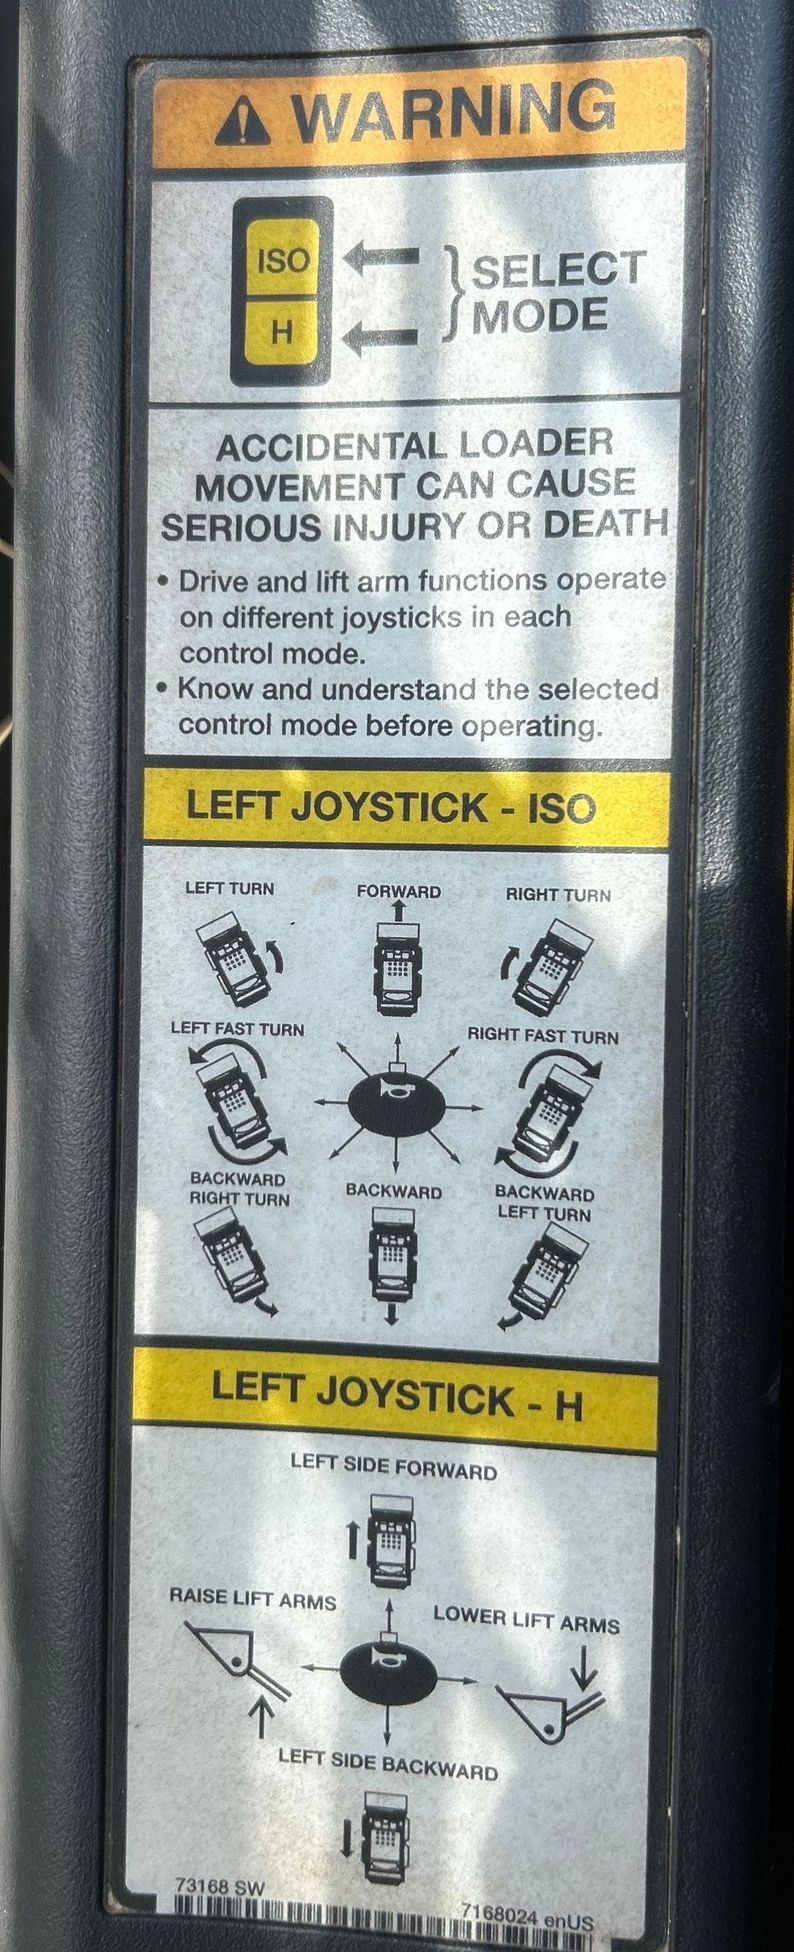 WARNING
ISO
H
SELECT
MODE
ACCIDENTAL LOADER
MOVEMENT CAN CAUSE
SERIOUS INJURY OR DEATH
• Drive and lift arm functions operate
on different joysticks in each
control mode.
• Know and understand the selected
control mode before operating.
LEFT JOYSTICK - ISO
LEFT TURN
FORWARD
RIGHT TURN
LEFT FAST TURN
RIGHT FAST TURN
BACKWARD
RIGHT TURN
BACKWARD
BACKWARD
LEFT TURN
LEFT JOYSTICK - H
LEFT SIDE FORWARD
RAISE LIFT ARMS
LOWER LIFT ARMS
LEFT SIDE BACKWARD
73168 SW
7168024 enUS